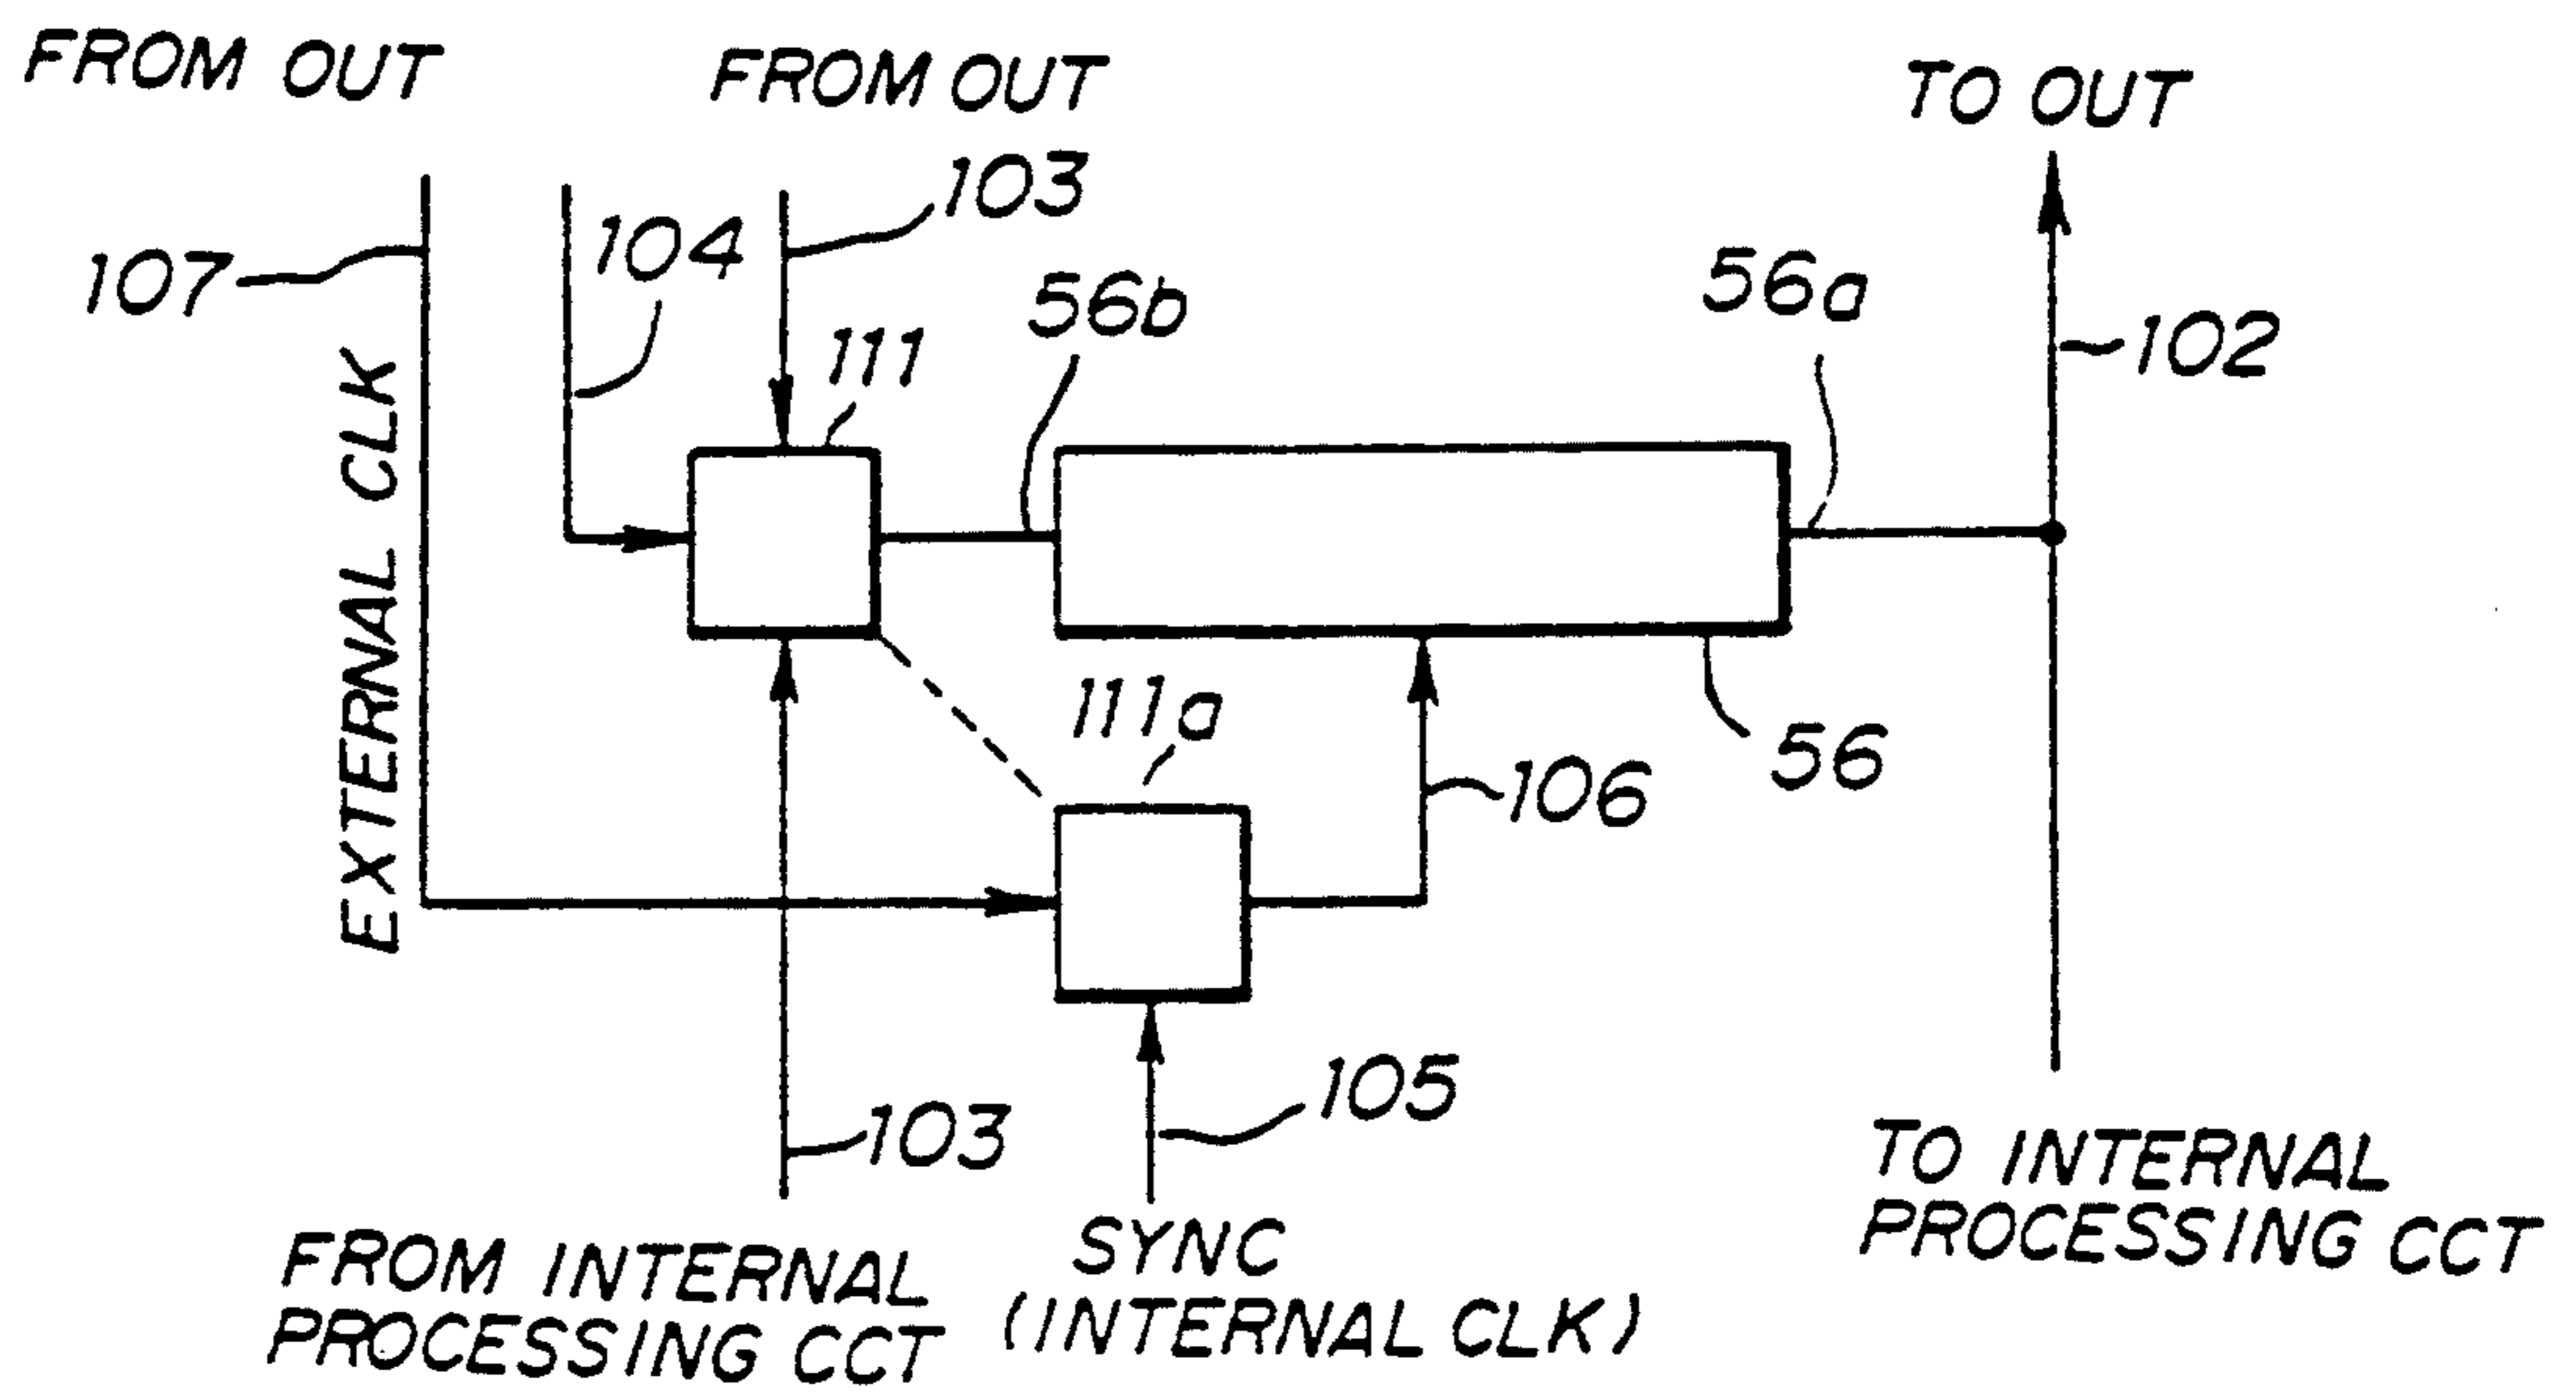 FROM OUT
FROM OUT
TO OUT
103
104
107
56b
56a
111
102
EXTERNAL CLK
111a
106
56
105
103
FROM INTERNAL
PROCESSING CCT
SYNC
(INTERNAL CLK)
TO INTERNAL
PROCESSING CCT